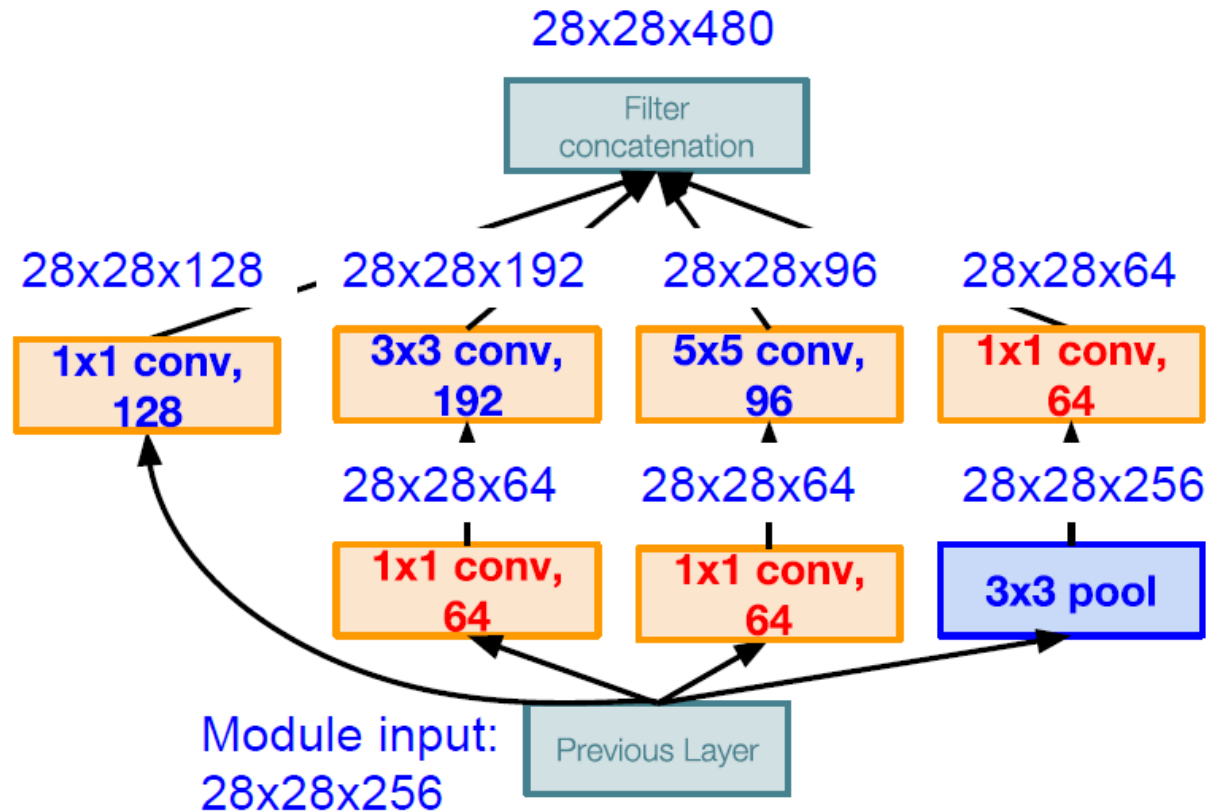 28x28x480
Filter
concatenation
28x28x128
28x28x192
28x28x96
28x28x64
1x1 conv,
128
3x3 conv,
192
5x5 conv,
96
1x1 conv,
64
28x28x64
28x28x64
28x28x256
1x1 conv,
64
1x1 conv,
64
3x3 pool
Module input:
28x28x256
Previous Layer